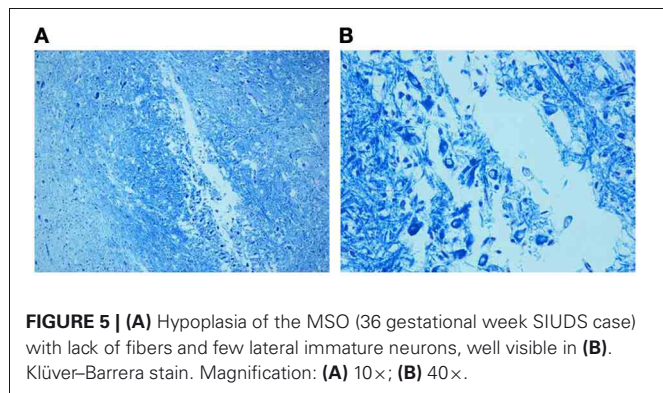 A B
FIGURE 5 | (A) Hypoplasia of the MSO (36 gestational week SIUDS case)
with lack of fibers and few lateral immature neurons, well visible in (B).
Klüver–Barrera stain. Magnification: (A) 10×; (B) 40×.